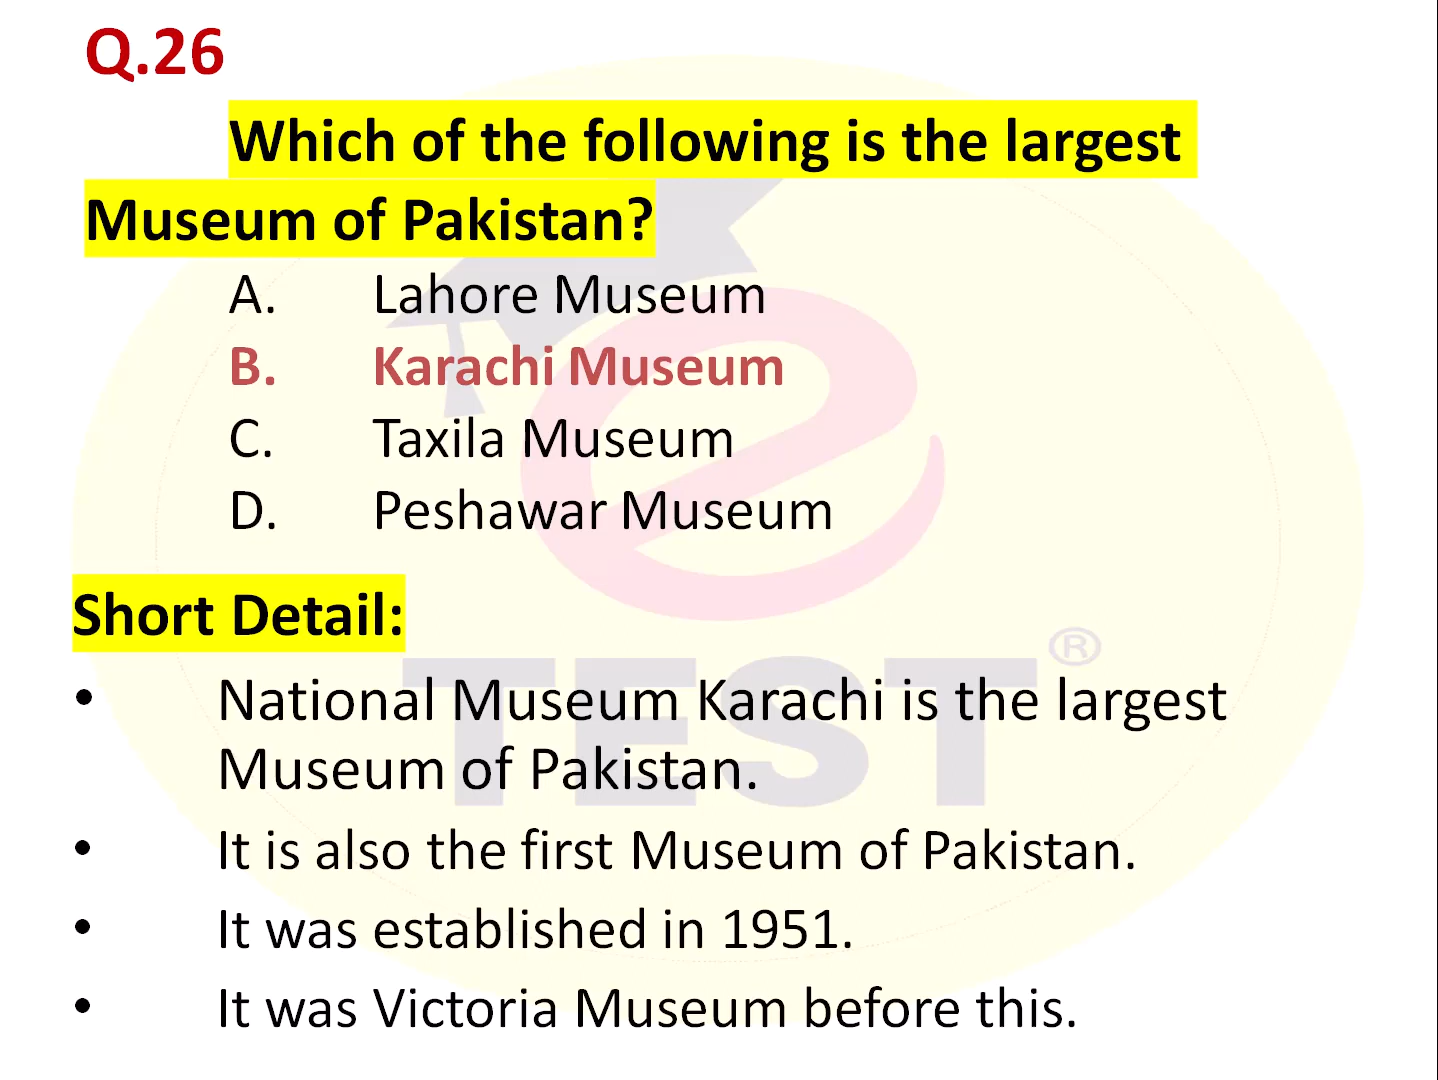 Q.26
Which of the following is the largest
Museum of Pakistan?
A. Lahore Museum
B. Karachi Museum
C. Taxila Museum
D. Peshawar Museum
Short Detail:
• National Museum Karachi is the largest
Museum of Pakistan.
• It is also the first Museum of Pakistan.
• It was established in 1951.
• It was Victoria Museum before this.
e
TEST®